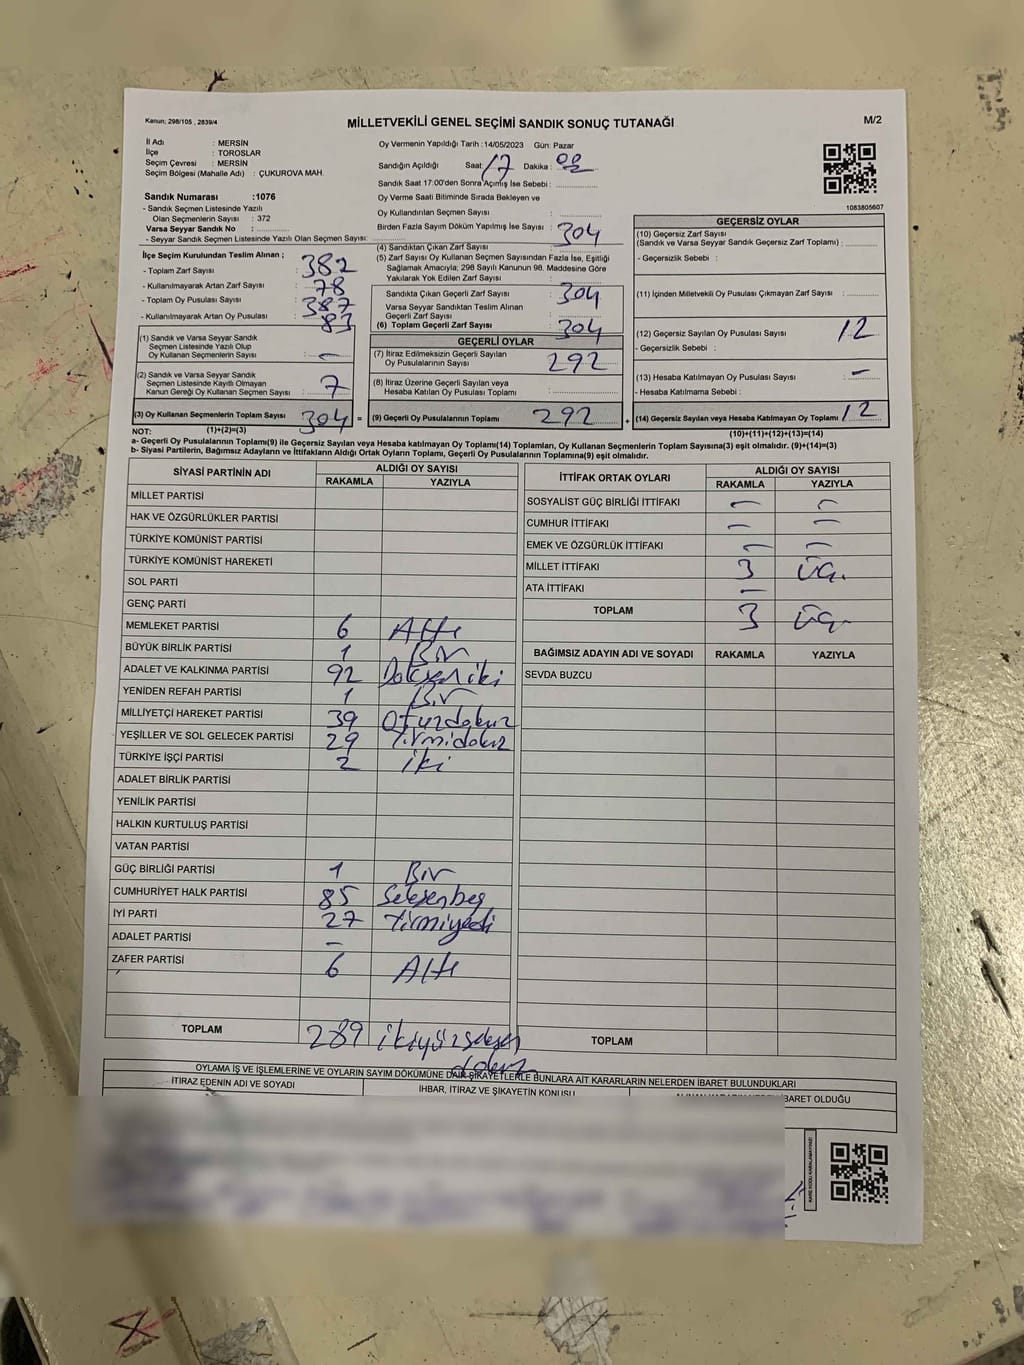 Kanun; 298/105 , 2839/4
MİLLETVEKİLİ GENEL SEÇİMİ SANDIK SONUÇ TUTANAĞI
M/2
İl Adı : MERSİN
İlçe : TOROSLAR
Seçim Çevresi : MERSİN
Seçim Bölgesi (Mahalle Adı) : ÇUKUROVA MAH.
Oy Vermenin Yapıldığı Tarih : 14/05/2023 Gün: Pazar
Sandığın Açıldığı Saat: 17 Dakika:
Sandık Saat 17:00'den Sonra Açılmış İse Sebebi :
Oy Verme Saati Bitiminde Sırada Bekleyen ve
Oy Kullandırılan Seçmen Sayısı :
Birden Fazla Sayım Döküm Yapılmış İse Sayısı :
1083805607
Sandık Numarası :1076
- Sandık Seçmen Listesinde Yazılı
Olan Seçmenlerin Sayısı : 372
Varsa Seyyar Sandık No :
- Seyyar Sandık Seçmen Listesinde Yazılı Olan Seçmen Sayısı:
İlçe Seçim Kurulundan Teslim Alınan ;
- Toplam Zarf Sayısı : 382
- Kullanılmayarak Artan Zarf Sayısı : 78
- Toplam Oy Pusulası Sayısı : 387
- Kullanılmayarak Artan Oy Pusulası : 83
(1) Sandık ve Varsa Seyyar Sandık
Seçmen Listesinde Yazılı Olup
Oy Kullanan Seçmenlerin Sayısı : –
(2) Sandık ve Varsa Seyyar Sandık
Seçmen Listesinde Kayıtlı Olmayan
Kanun Gereği Oy Kullanan Seçmen Sayısı : 7
(3) Oy Kullanan Seçmenlerin Toplam Sayısı 304 =
(1)+(2)=(3)
(4) Sandıktan Çıkan Zarf Sayısı : 304
(5) Zarf Sayısı Oy Kullanan Seçmen Sayısından Fazla İse, Eşitliği
Sağlamak Amacıyla; 298 Sayılı Kanunun 98. Maddesine Göre
Yakılarak Yok Edilen Zarf Sayısı :
Sandıkta Çıkan Geçerli Zarf Sayısı : 304
Varsa Seyyar Sandıktan Teslim Alınan
Geçerli Zarf Sayısı :
(6) Toplam Geçerli Zarf Sayısı : 304
GEÇERLİ OYLAR
(7) İtiraz Edilmeksizin Geçerli Sayılan
Oy Pusulalarının Sayısı : 292
(8) İtiraz Üzerine Geçerli Sayılan veya
Hesaba Katılan Oy Pusulası Toplamı :
(9) Geçerli Oy Pusulalarının Toplamı : 292 +
GEÇERSİZ OYLAR
(10) Geçersiz Zarf Sayısı
(Sandık ve Varsa Seyyar Sandık Geçersiz Zarf Toplamı) :
- Geçersizlik Sebebi :
(11) İçinden Milletvekili Oy Pusulası Çıkmayan Zarf Sayısı :
(12) Geçersiz Sayılan Oy Pusulası Sayısı : 12
- Geçersizlik Sebebi :
(13) Hesaba Katılmayan Oy Pusulası Sayısı : –
- Hesaba Katılmama Sebebi :
(14) Geçersiz Sayılan veya Hesaba Katılmayan Oy Toplamı : 12
(10)+(11)+(12)+(13)=(14)
NOT:
a- Geçerli Oy Pusulalarının Toplamı(9) ile Geçersiz Sayılan veya Hesaba katılmayan Oy Toplamı(14) Toplamları, Oy Kullanan Seçmenlerin Toplam Sayısına(3) eşit olmalıdır. (9)+(14)=(3)
b- Siyasi Partilerin, Bağımsız Adayların ve İttifakların Aldığı Ortak Oyların Toplamı, Geçerli Oy Pusulalarının Toplamına(9) eşit olmalıdır.
SİYASİ PARTİNİN ADI ALDIĞI OY SAYISI
RAKAMLA YAZIYLA
MİLLET PARTİSİ
HAK VE ÖZGÜRLÜKLER PARTİSİ
TÜRKİYE KOMÜNİST PARTİSİ
TÜRKİYE KOMÜNİST HAREKETİ
SOL PARTİ
GENÇ PARTİ
MEMLEKET PARTİSİ 6 Altı
BÜYÜK BİRLİK PARTİSİ 1 Bir
ADALET VE KALKINMA PARTİSİ 92 Doksaniki
YENİDEN REFAH PARTİSİ 1 Bir
MİLLİYETÇİ HAREKET PARTİSİ 39 Otuzdokuz
YEŞİLLER VE SOL GELECEK PARTİSİ 29 Yirmidokuz
TÜRKİYE İŞÇİ PARTİSİ 2 iki
ADALET BİRLİK PARTİSİ
YENİLİK PARTİSİ
HALKIN KURTULUŞ PARTİSİ
VATAN PARTİSİ
GÜÇ BİRLİĞİ PARTİSİ 1 Bir
CUMHURİYET HALK PARTİSİ 85 Seksenbeş
İYİ PARTİ 27 Yirmiyedi
ADALET PARTİSİ –
ZAFER PARTİSİ 6 Altı
TOPLAM 289 ikiyüzseksen
dokuz
İTTİFAK ORTAK OYLARI ALDIĞI OY SAYISI
RAKAMLA YAZIYLA
SOSYALİST GÜÇ BİRLİĞİ İTTİFAKI – –
CUMHUR İTTİFAKI – –
EMEK VE ÖZGÜRLÜK İTTİFAKI – –
MİLLET İTTİFAKI 3 üç.
ATA İTTİFAKI –
TOPLAM 3 üç.
BAĞIMSIZ ADAYIN ADI VE SOYADI RAKAMLA YAZIYLA
SEVDA BUZCU
TOPLAM
OYLAMA İŞ VE İŞLEMLERİNE VE OYLARIN SAYIM DÖKÜMÜNE DAİR ŞİKAYETLERLE BUNLARA AİT KARARLARIN NELERDEN İBARET BULUNDUKLARI
İTİRAZ EDENİN ADI VE SOYADI
İHBAR, İTİRAZ VE ŞİKAYETİN KONUSU
İBARET OLDUĞU